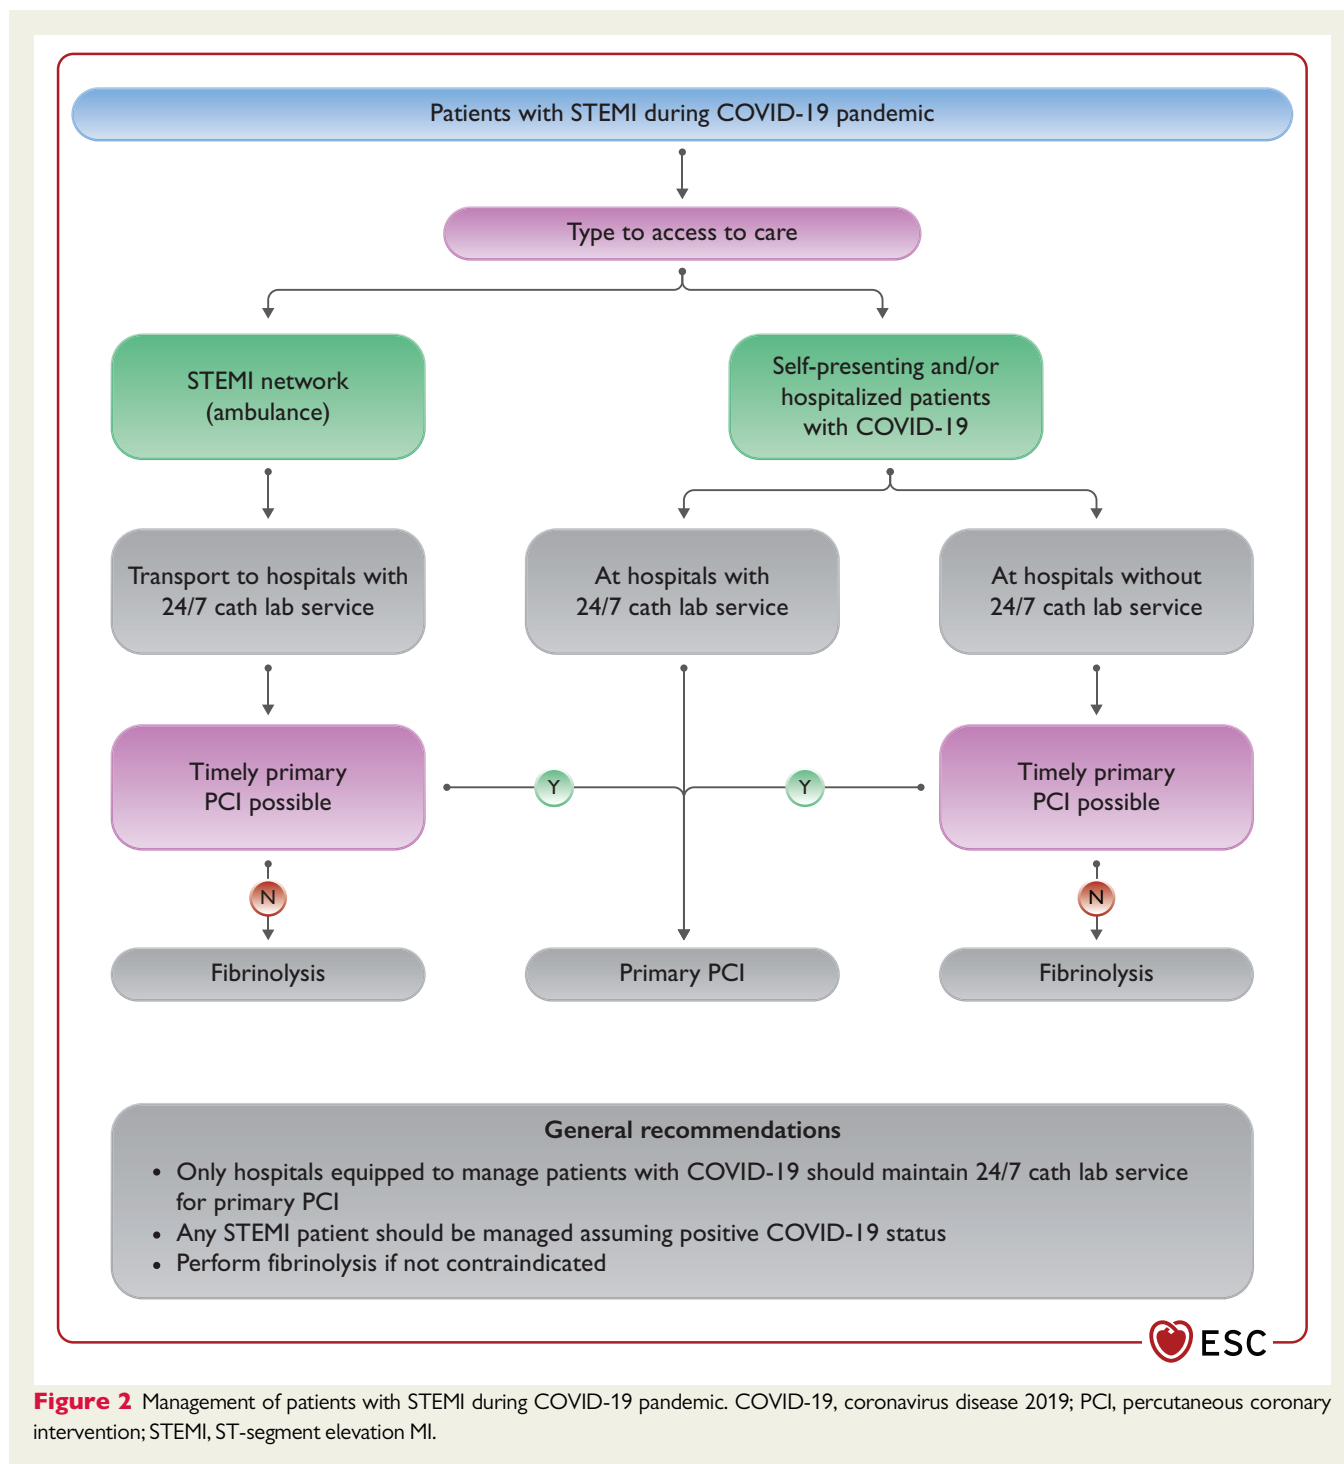 Patients with STEMI during COVID-19 pandemic
Type to access to care
STEMI network
(ambulance)
Self-presenting and/or
hospitalized patients
with COVID-19
Transport to hospitals with
24/7 cath lab service
At hospitals with
24/7 cath lab service
At hospitals without
24/7 cath lab service
Timely primary
PCI possible
Y
Y
Timely primary
PCI possible
N
N
Fibrinolysis
Primary PCI
Fibrinolysis
General recommendations
• Only hospitals equipped to manage patients with COVID-19 should maintain 24/7 cath lab service
for primary PCI
• Any STEMI patient should be managed assuming positive COVID-19 status
• Perform fibrinolysis if not contraindicated
ESC
Figure 2 Management of patients with STEMI during COVID-19 pandemic. COVID-19, coronavirus disease 2019; PCI, percutaneous coronary
intervention; STEMI, ST-segment elevation MI.